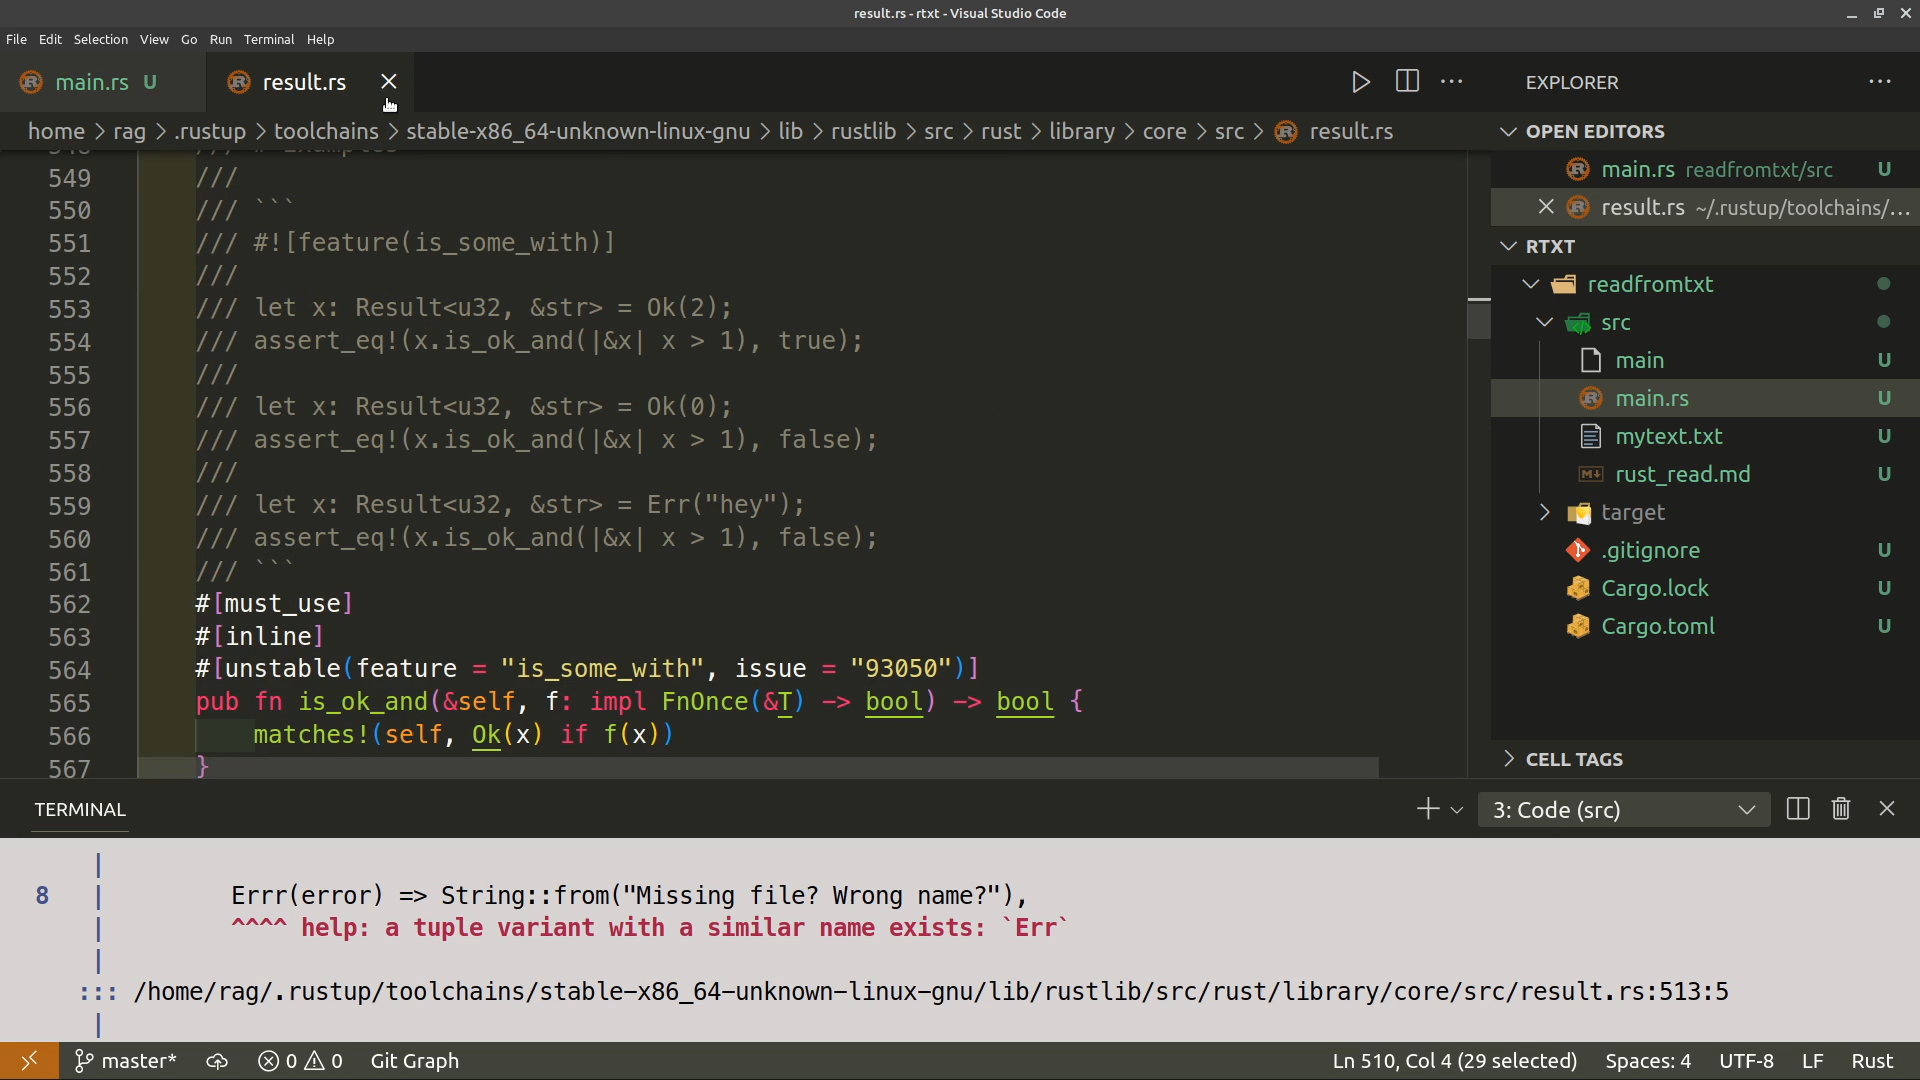 result.rs - rtxt - Visual Studio Code
File Edit Selection View Go Run Terminal Help
main.rs U
result.rs
EXPLORER
home > rag > .rustup > toolchains > stable-x86_64-unknown-linux-gnu > lib > rustlib > src > rust > library > core > src > result.rs
OPEN EDITORS
main.rs readfromtxt/src U
result.rs ~/.rustup/toolchains/...
RTXT
readfromtxt
src
main U
main.rs U
mytext.txt U
rust_read.md U
target
.gitignore U
Cargo.lock U
Cargo.toml U
CELL TAGS
549 ///
550 /// ```
551 /// #![feature(is_some_with)]
552 ///
553 /// let x: Result<u32, &str> = Ok(2);
554 /// assert_eq!(x.is_ok_and(|&x| x > 1), true);
555 ///
556 /// let x: Result<u32, &str> = Ok(0);
557 /// assert_eq!(x.is_ok_and(|&x| x > 1), false);
558 ///
559 /// let x: Result<u32, &str> = Err("hey");
560 /// assert_eq!(x.is_ok_and(|&x| x > 1), false);
561 /// ```
562 #[must_use]
563 #[inline]
564 #[unstable(feature = "is_some_with", issue = "93050")]
565 pub fn is_ok_and(&self, f: impl FnOnce(&T) -> bool) -> bool {
566 matches!(self, Ok(x) if f(x))
567 }
TERMINAL
3: Code (src)
|
8 | Errr(error) => String::from("Missing file? Wrong name?"),
| ^^^^ help: a tuple variant with a similar name exists: `Err`
|
::: /home/rag/.rustup/toolchains/stable-x86_64-unknown-linux-gnu/lib/rustlib/src/rust/library/core/src/result.rs:513:5
|
master* 0 0 Git Graph
Ln 510, Col 4 (29 selected) Spaces: 4 UTF-8 LF Rust